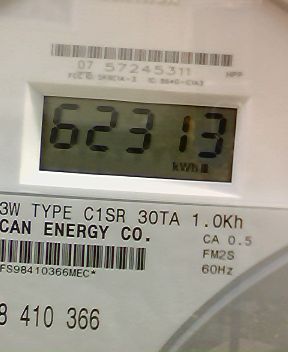 07 57245311
HPP
62313
kWh
3W TYPE C1SR 30TA 1.0Kh
CAN ENERGY CO.
CA 0.5
FM2S
60Hz
FS98410366MEC*
8 410 366